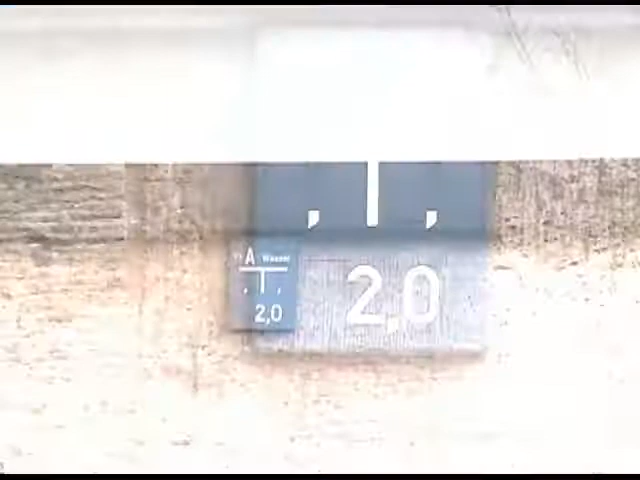 , ,
2,0
A Wasser
, ,
2,0